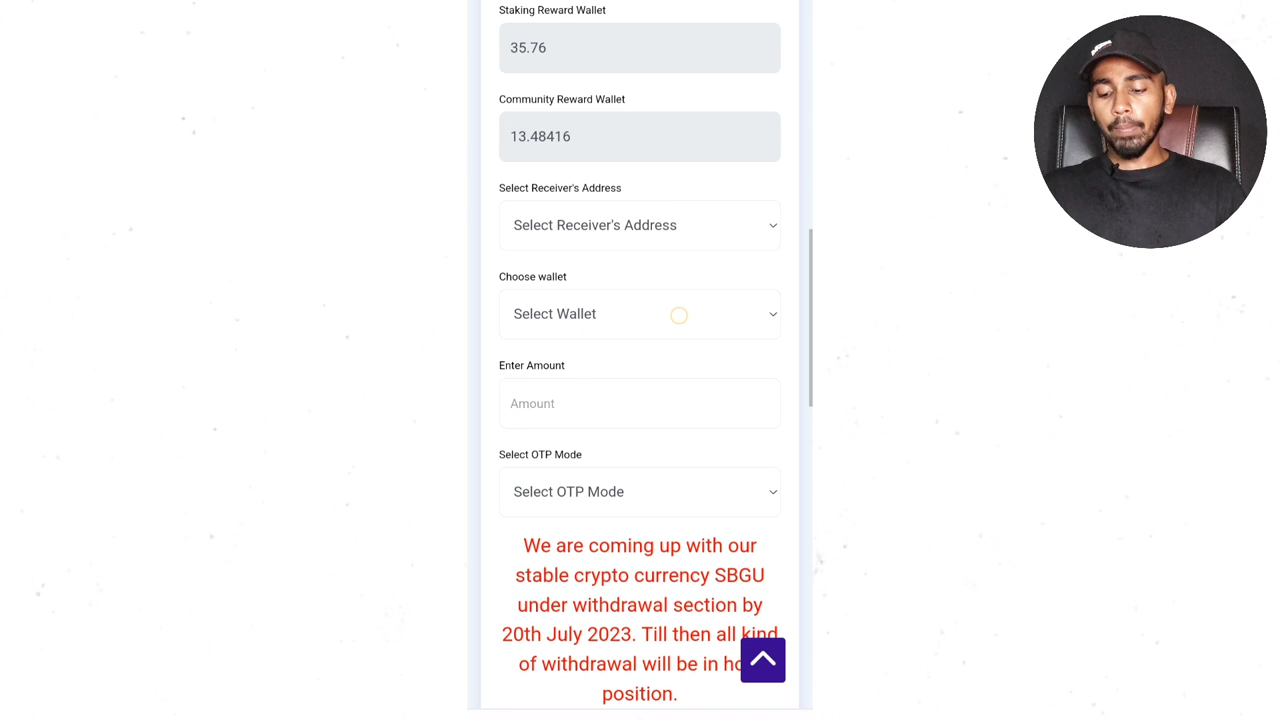 Staking Reward Wallet
35.76
Community Reward Wallet
13.48416
Select Receiver's Address
Select Receiver's Address
Choose wallet
Select Wallet
Enter Amount
Amount
Select OTP Mode
Select OTP Mode
We are coming up with our
stable crypto currency SBGU
under withdrawal section by
20th July 2023. Till then all kind
of withdrawal will be in
position.